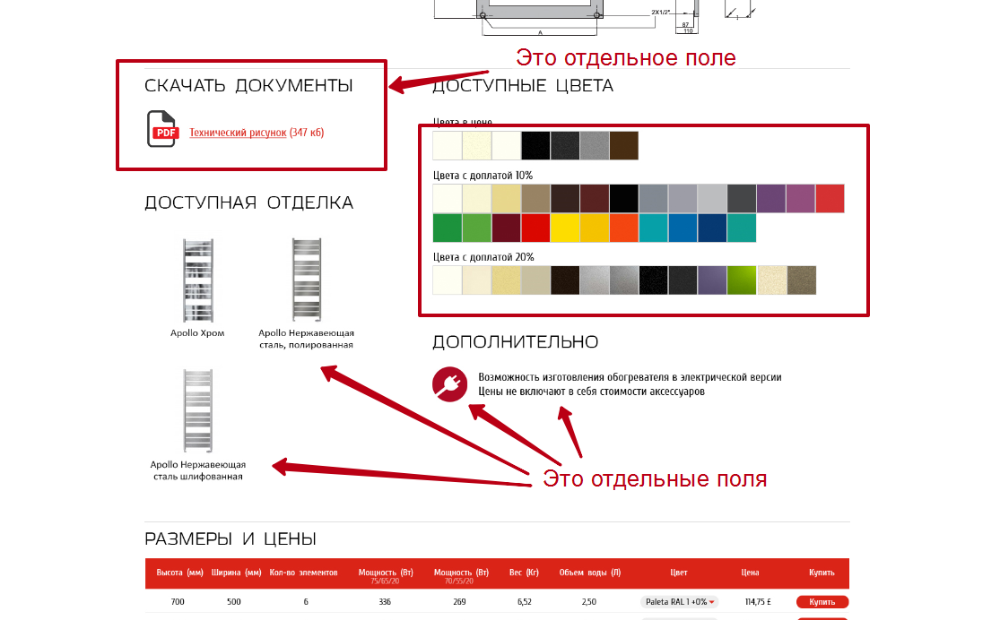 2X1/2"
A
87
110
Это отдельное поле
СКАЧАТЬ ДОКУМЕНТЫ
PDF
Технический рисунок (347 кб)
ДОСТУПНЫЕ ЦВЕТА
Цвета в цене
Цвета с доплатой 10%
Цвета с доплатой 20%
ДОСТУПНАЯ ОТДЕЛКА
Apollo Хром
Apollo Нержавеющая
сталь, полированная
Apollo Нержавеющая
сталь шлифованная
ДОПОЛНИТЕЛЬНО
Возможность изготовления обогревателя в электрической версии
Цены не включают в себя стоимости аксессуаров
Это отдельные поля
РАЗМЕРЫ И ЦЕНЫ
Высота (мм) Ширина (мм) Кол-во элементов Мощность (Вт) Мощность (Вт) Вес (Кг) Объем воды (Л) Цвет Цена Купить
75/65/20 70/55/20
700 500 6 336 269 6,52 2,50 Paleta RAL 1 +0% 114,75 £ Купить